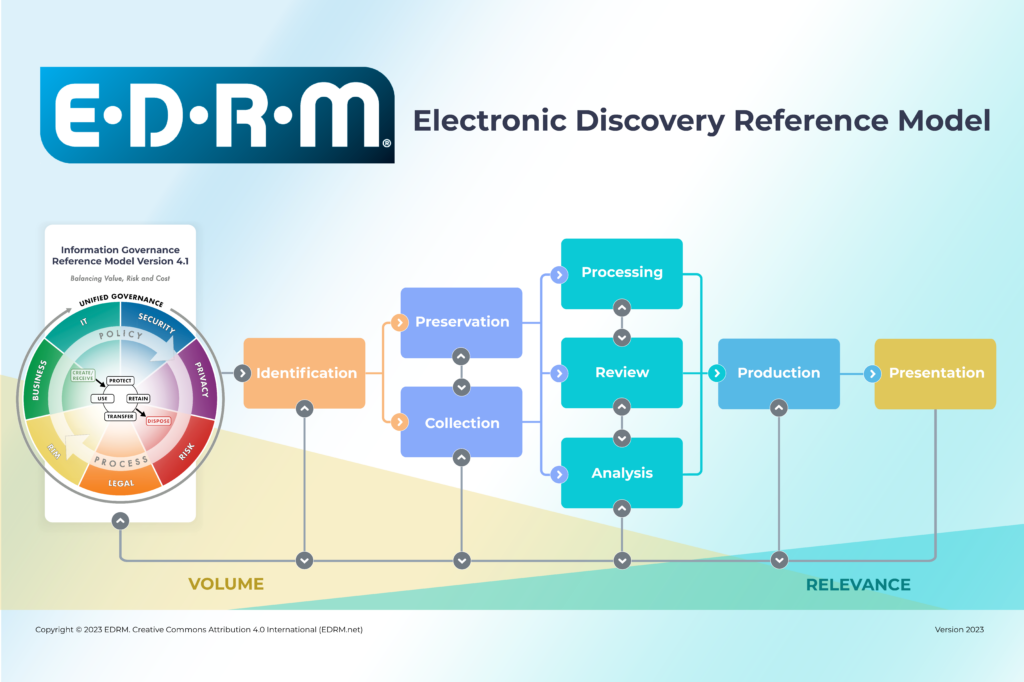 E·D·R·M®
Electronic Discovery Reference Model
Information Governance
Reference Model Version 4.1
Balancing Value, Risk and Cost
UNIFIED GOVERNANCE
IT
SECURITY
BUSINESS
PRIVACY
RIM
RISK
LEGAL
POLICY
PROCESS
CREATE/
RECEIVE
PROTECT
USE
RETAIN
TRANSFER
DISPOSE
Identification
Preservation
Collection
Processing
Review
Analysis
Production
Presentation
VOLUME
RELEVANCE
Copyright © 2023 EDRM. Creative Commons Attribution 4.0 International (EDRM.net)
Version 2023